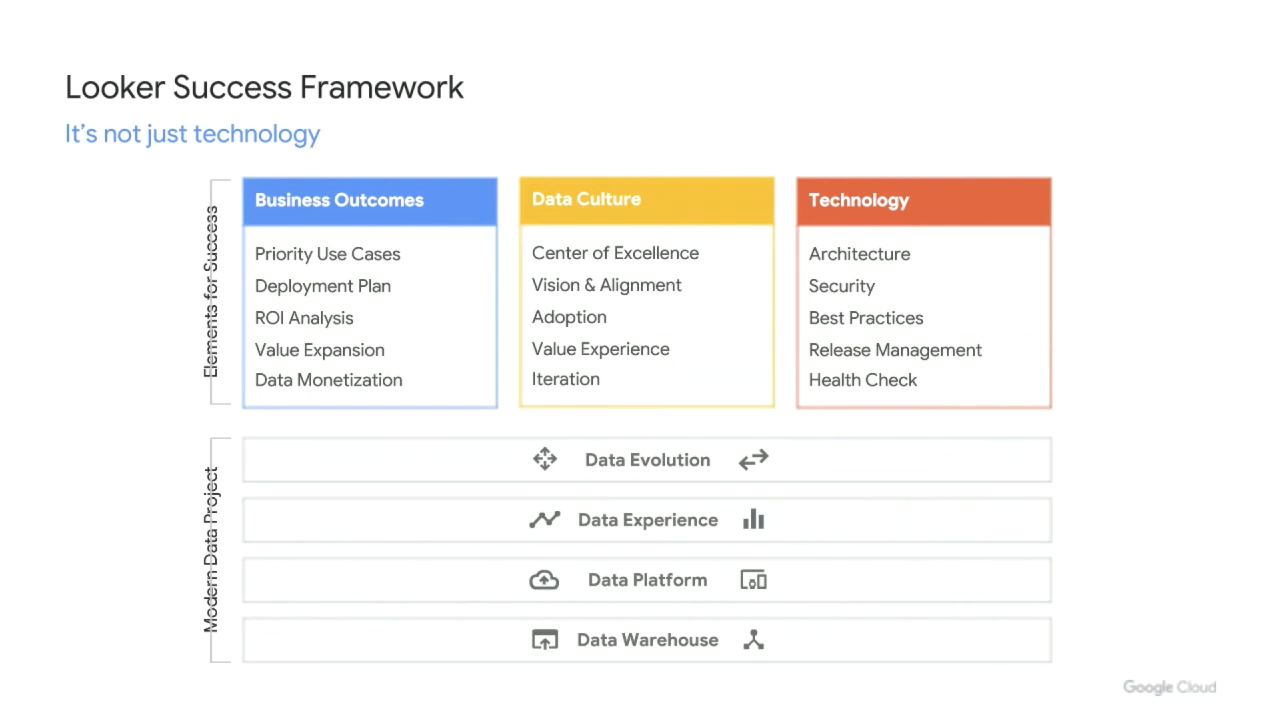 Looker Success Framework
It's not just technology
Elements for Success
Business Outcomes
Priority Use Cases
Deployment Plan
ROI Analysis
Value Expansion
Data Monetization
Data Culture
Center of Excellence
Vision & Alignment
Adoption
Value Experience
Iteration
Technology
Architecture
Security
Best Practices
Release Management
Health Check
Modern Data Project
Data Evolution
Data Experience
Data Platform
Data Warehouse
Google Cloud